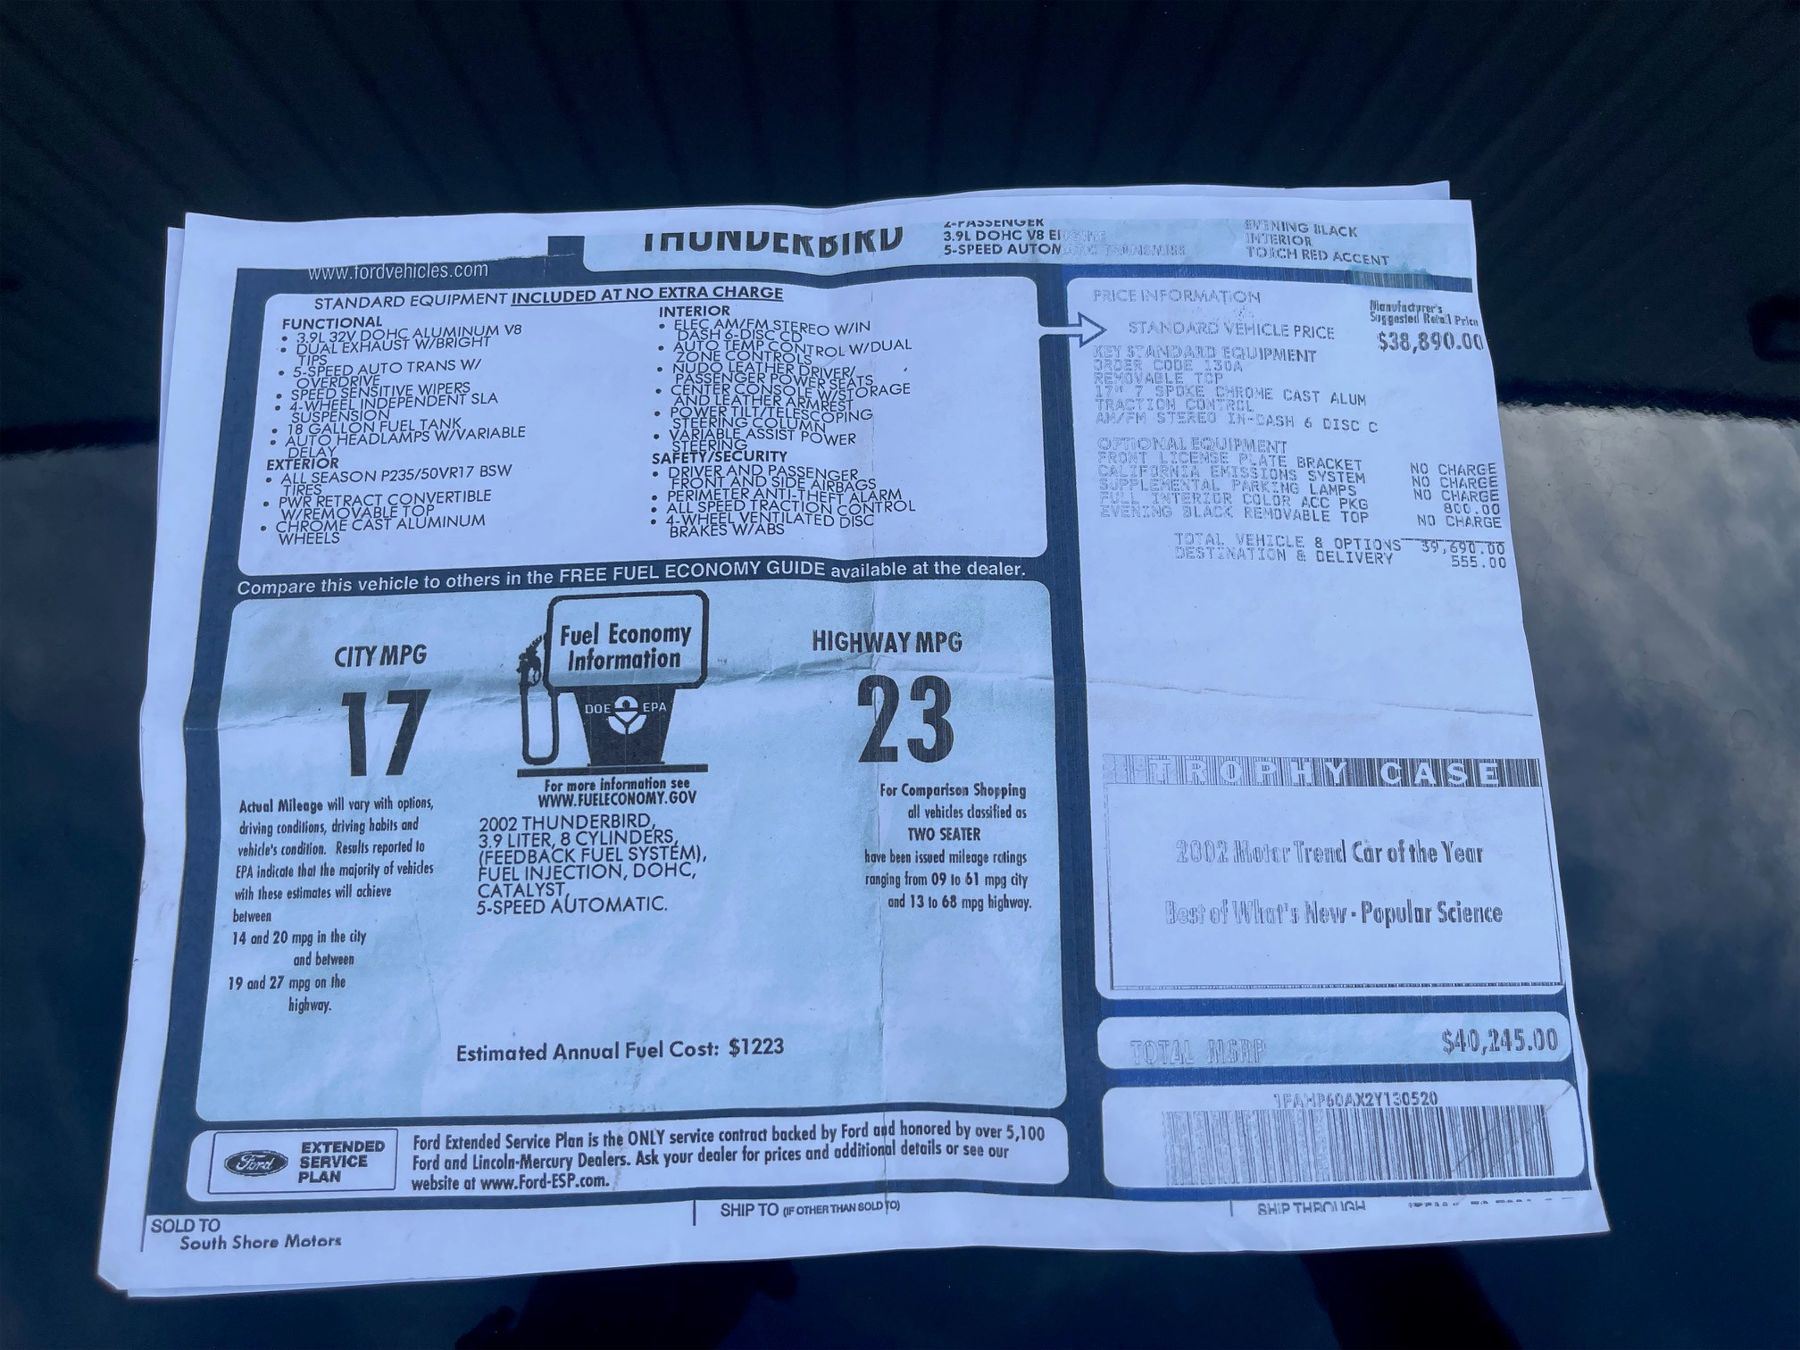 THUNDERBIRD
2-PASSENGER
3.9L DOHC V8 ENGINE
5-SPEED AUTOMATIC TRANSMISS
EVENING BLACK
INTERIOR
TORCH RED ACCENT
www.fordvehicles.com
STANDARD EQUIPMENT INCLUDED AT NO EXTRA CHARGE
FUNCTIONAL
• 3.9L 32V DOHC ALUMINUM V8
• DUAL EXHAUST W/BRIGHT
TIPS
• 5-SPEED AUTO TRANS W/
OVERDRIVE
• SPEED SENSITIVE WIPERS
• 4-WHEEL INDEPENDENT SLA
SUSPENSION
• 18 GALLON FUEL TANK
• AUTO HEADLAMPS W/VARIABLE
DELAY
EXTERIOR
• ALL SEASON P235/50VR17 BSW
TIRES
• PWR RETRACT CONVERTIBLE
W/REMOVABLE TOP
• CHROME CAST ALUMINUM
WHEELS
INTERIOR
• ELEC AM/FM STEREO W/IN
DASH 6-DISC CD
• AUTO TEMP CONTROL W/DUAL
ZONE CONTROLS
• NUDO LEATHER DRIVER/
PASSENGER POWER SEATS
• CENTER CONSOLE W/STORAGE
AND LEATHER ARMREST
• POWER TILT/TELESCOPING
STEERING COLUMN
• VARIABLE ASSIST POWER
STEERING
SAFETY/SECURITY
• DRIVER AND PASSENGER
FRONT AND SIDE AIRBAGS
• PERIMETER ANTI-THEFT ALARM
• ALL SPEED TRACTION CONTROL
• 4-WHEEL VENTILATED DISC
BRAKES W/ABS
PRICE INFORMATION
Manufacturer's
Suggested Retail Price
STANDARD VEHICLE PRICE $38,890.00
KEY STANDARD EQUIPMENT
ORDER CODE 130A
REMOVABLE TOP
17" 7 SPOKE CHROME CAST ALUM
TRACTION CONTROL
AM/FM STEREO IN-DASH 6 DISC C
OPTIONAL EQUIPMENT
FRONT LICENSE PLATE BRACKET NO CHARGE
CALIFORNIA EMISSIONS SYSTEM NO CHARGE
SUPPLEMENTAL PARKING LAMPS NO CHARGE
FULL INTERIOR COLOR ACC PKG 800.00
EVENING BLACK REMOVABLE TOP NO CHARGE
TOTAL VEHICLE & OPTIONS 39,690.00
DESTINATION & DELIVERY 555.00
Compare this vehicle to others in the FREE FUEL ECONOMY GUIDE available at the dealer.
CITY MPG
17
Fuel Economy
Information
DOE EPA
HIGHWAY MPG
23
Actual Mileage will vary with options,
driving conditions, driving habits and
vehicle's condition. Results reported to
EPA indicate that the majority of vehicles
with these estimates will achieve
between
14 and 20 mpg in the city
and between
19 and 27 mpg on the
highway.
For more information see
WWW.FUELECONOMY.GOV
2002 THUNDERBIRD,
3.9 LITER, 8 CYLINDERS,
(FEEDBACK FUEL SYSTEM),
FUEL INJECTION, DOHC,
CATALYST,
5-SPEED AUTOMATIC.
For Comparison Shopping
all vehicles classified as
TWO SEATER
have been issued mileage ratings
ranging from 09 to 61 mpg city
and 13 to 68 mpg highway.
Estimated Annual Fuel Cost: $1223
TROPHY CASE
2002 Motor Trend Car of the Year
Best of What's New - Popular Science
TOTAL MSRP $40,245.00
1FAHP60AX2Y130520
Ford
EXTENDED
SERVICE
PLAN
Ford Extended Service Plan is the ONLY service contract backed by Ford and honored by over 5,100
Ford and Lincoln-Mercury Dealers. Ask your dealer for prices and additional details or see our
website at www.Ford-ESP.com.
SOLD TO
South Shore Motors
SHIP TO (IF OTHER THAN SOLD TO)
SHIP THROUGH